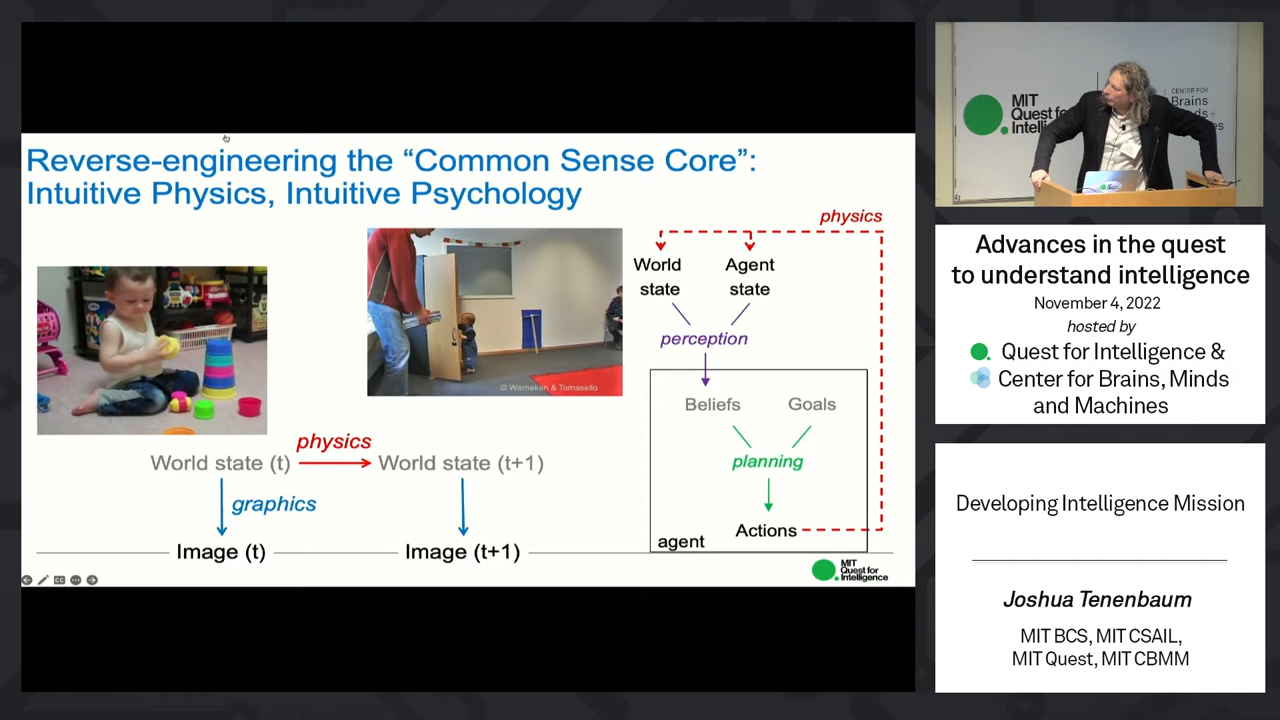 Reverse-engineering the “Common Sense Core”:
Intuitive Physics, Intuitive Psychology
© Warneken & Tomasello
physics
World state (t)
World state (t+1)
graphics
Image (t)
Image (t+1)
physics
World
state
Agent
state
perception
Beliefs
Goals
planning
Actions
agent
MIT
Quest for
Intelligence
MIT
Quest fo
Intelli
CENTER FOR
Brains
Advances in the quest
to understand intelligence
November 4, 2022
hosted by
Quest for Intelligence &
Center for Brains, Minds
and Machines
Developing Intelligence Mission
Joshua Tenenbaum
MIT BCS, MIT CSAIL,
MIT Quest, MIT CBMM